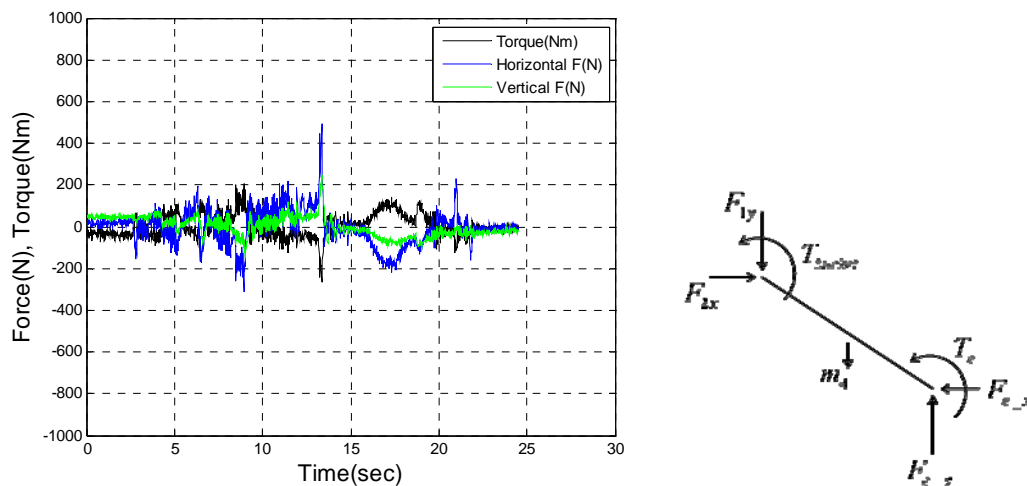 1000
800
600
400
200
0
-200
-400
-600
-800
-1000
Force(N), Torque(Nm)
0 5 10 15 20 25 30
Time(sec)
Torque(Nm)
Horizontal F(N)
Vertical F(N)
F1y
F1x
m4
Te
Fe_x